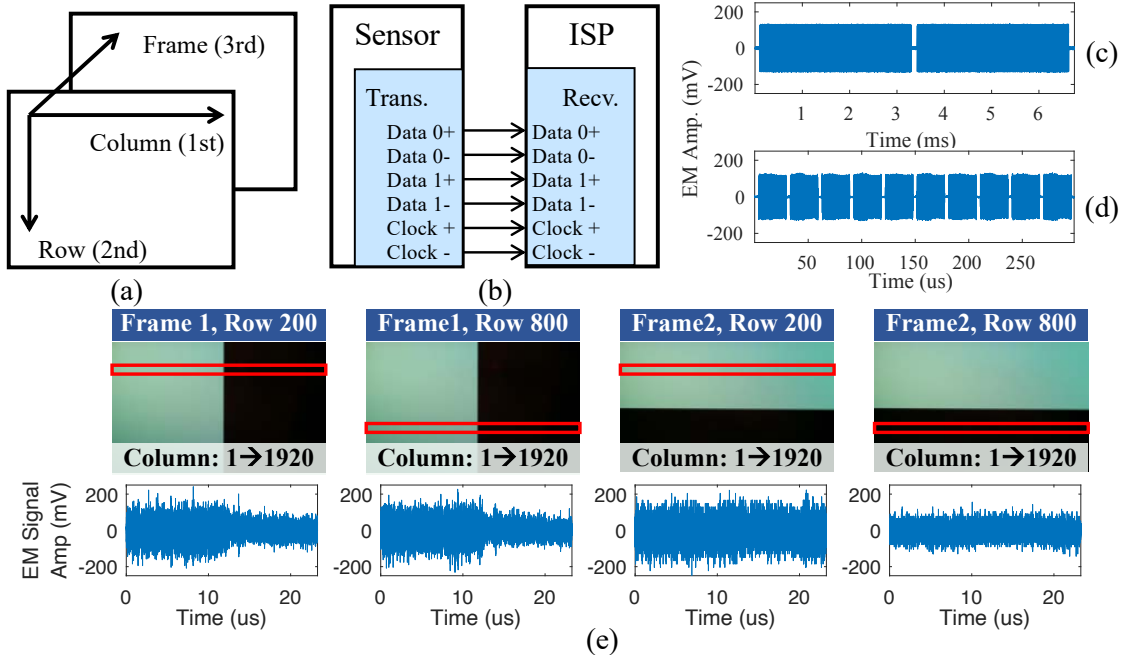 Frame (3rd)
Column (1st)
Row (2nd)
(a)
Sensor
ISP
Trans.
Recv.
Data 0+
Data 0+
Data 0-
Data 0-
Data 1+
Data 1+
Data 1-
Data 1-
Clock +
Clock +
Clock -
Clock -
(b)
EM Amp. (mV)
200
0
-200
1 2 3 4 5 6
Time (ms)
(c)
200
0
-200
50 100 150 200 250
Time (us)
(d)
Frame 1, Row 200
Frame1, Row 800
Frame2, Row 200
Frame2, Row 800
Column: 1→1920
Column: 1→1920
Column: 1→1920
Column: 1→1920
EM Signal
Amp (mV)
200
0
-200
0 10 20
Time (us)
200
0
-200
0 10 20
Time (us)
200
0
-200
0 10 20
Time (us)
200
0
-200
0 10 20
Time (us)
(e)